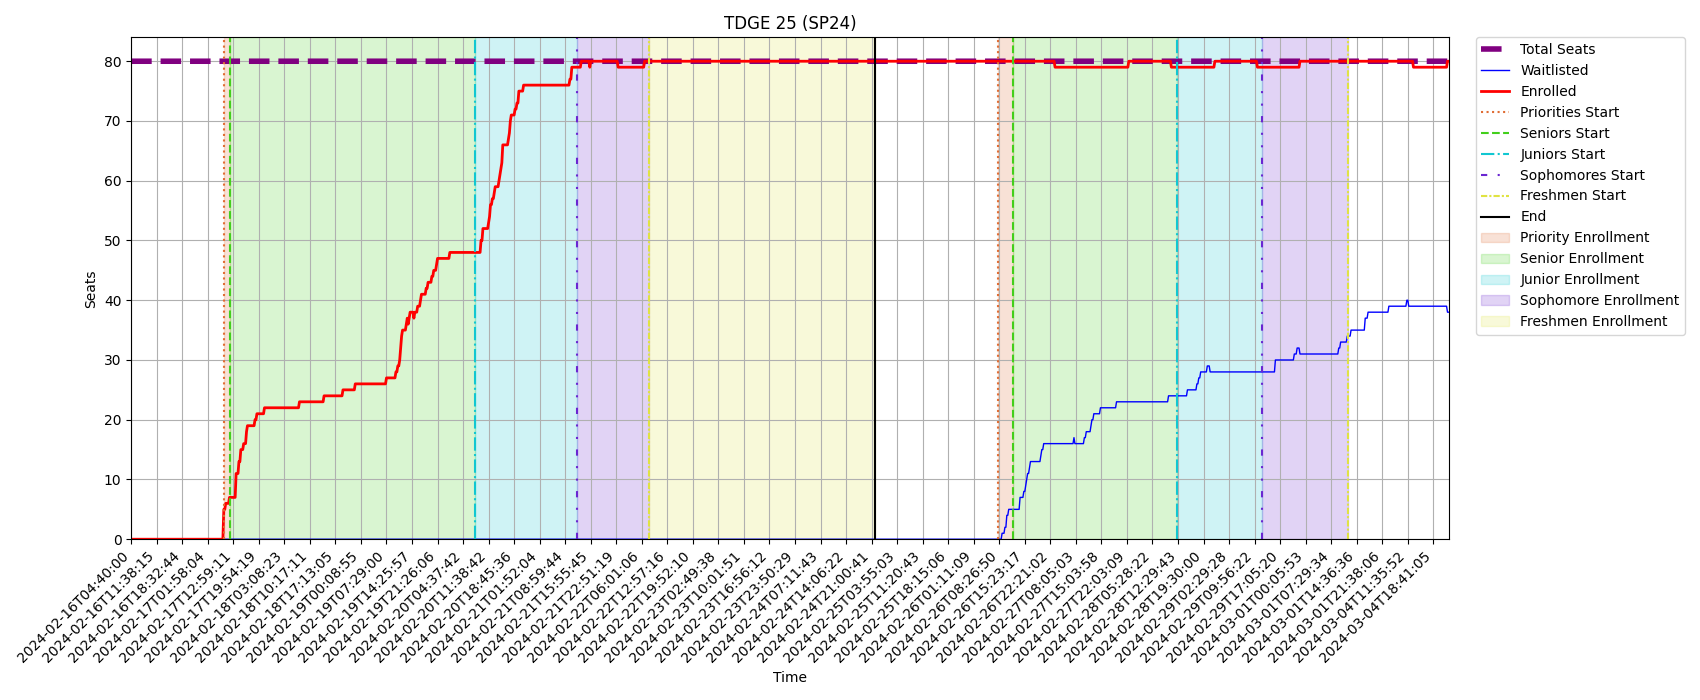 TDGE 25 (SP24)
Total Seats
Waitlisted
Enrolled
Priorities Start
Seniors Start
Juniors Start
Sophomores Start
Freshmen Start
End
Priority Enrollment
Senior Enrollment
Junior Enrollment
Sophomore Enrollment
Freshmen Enrollment
Seats
80
70
60
50
40
30
20
10
0
2024-02-16T04:40:00
2024-02-16T11:38:15
2024-02-16T18:32:44
2024-02-17T01:58:04
2024-02-17T12:59:11
2024-02-17T19:54:19
2024-02-18T03:08:23
2024-02-18T10:17:11
2024-02-18T17:13:05
2024-02-19T00:08:55
2024-02-19T07:29:00
2024-02-19T14:25:57
2024-02-19T21:26:06
2024-02-20T04:37:42
2024-02-20T11:38:42
2024-02-20T18:45:36
2024-02-21T01:52:04
2024-02-21T08:59:44
2024-02-21T15:55:45
2024-02-21T22:51:19
2024-02-22T06:01:06
2024-02-22T12:57:16
2024-02-22T19:52:10
2024-02-23T02:49:38
2024-02-23T10:01:51
2024-02-23T16:56:12
2024-02-23T23:50:29
2024-02-24T07:11:43
2024-02-24T14:06:22
2024-02-24T21:00:41
2024-02-25T03:55:03
2024-02-25T11:20:43
2024-02-25T18:15:06
2024-02-26T01:11:09
2024-02-26T08:26:50
2024-02-26T15:23:17
2024-02-26T22:21:02
2024-02-27T08:05:03
2024-02-27T15:03:58
2024-02-27T22:03:09
2024-02-28T05:28:22
2024-02-28T12:29:43
2024-02-28T19:30:00
2024-02-29T02:29:28
2024-02-29T09:56:22
2024-02-29T17:05:20
2024-03-01T00:05:53
2024-03-01T07:29:34
2024-03-01T14:36:36
2024-03-01T21:38:06
2024-03-04T11:35:52
2024-03-04T18:41:05
Time